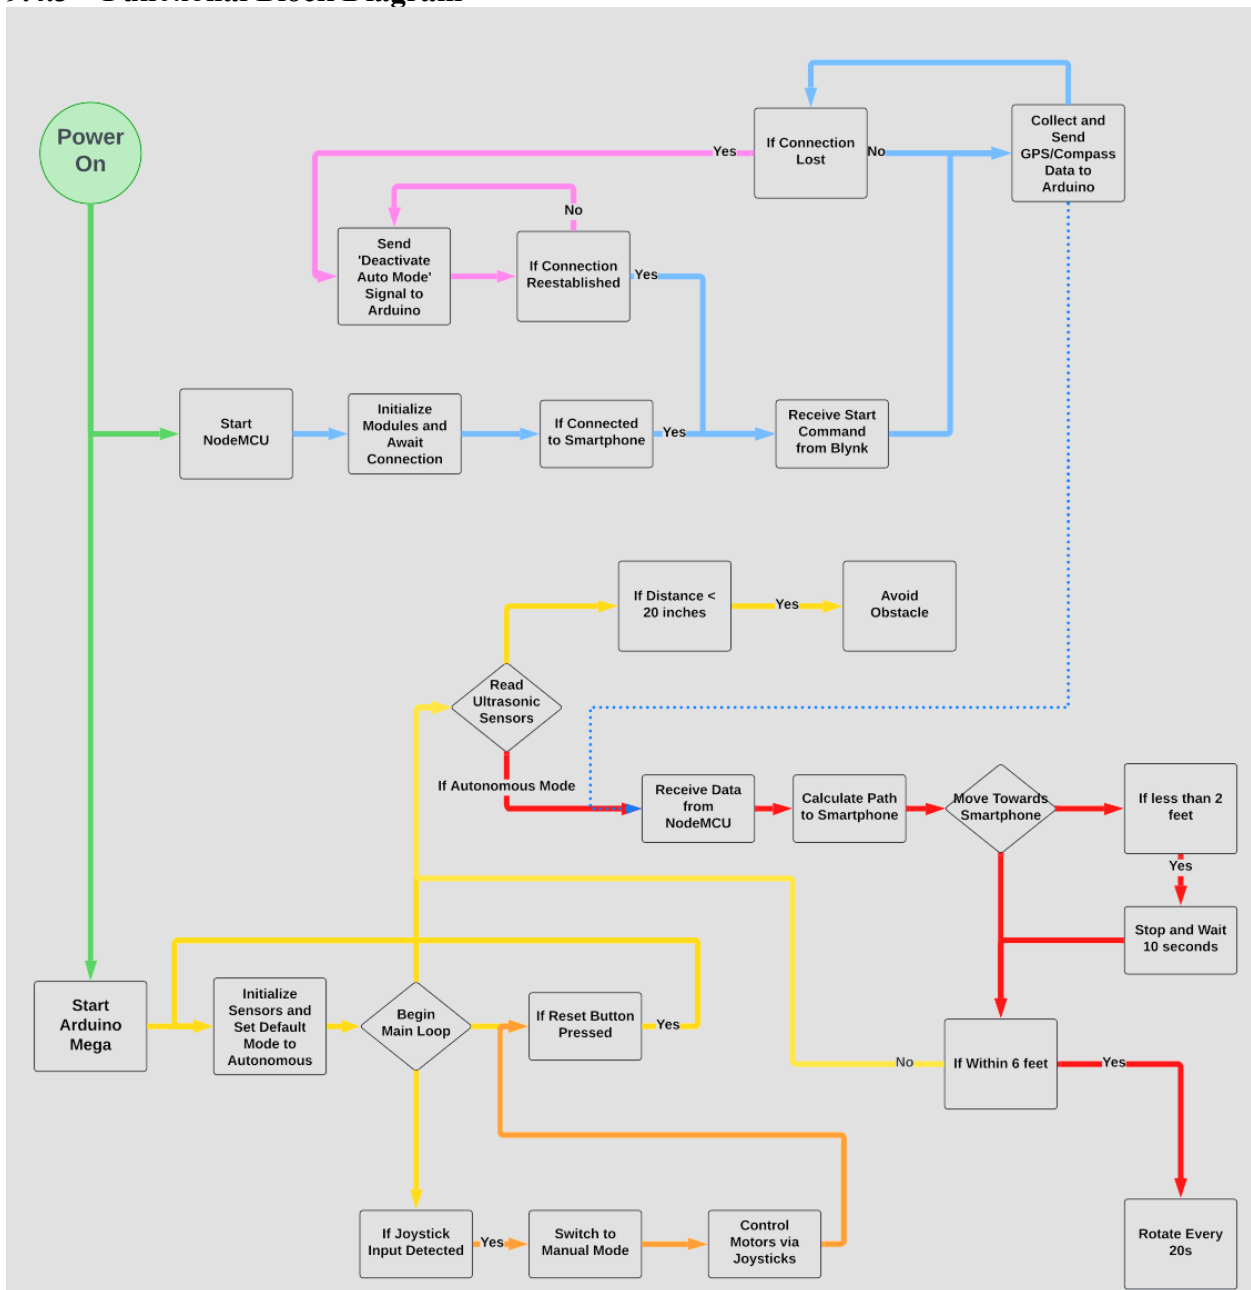 Functional Block Diagram
Power
On
If Connection
Lost
Yes
No
Collect and
Send
GPS/Compass
Data to
Arduino
No
Send
'Deactivate
Auto Mode'
Signal to
Arduino
If Connection
Reestablished
Yes
Start
NodeMCU
Initialize
Modules and
Await
Connection
If Connected
to Smartphone
Yes
Receive Start
Command
from Blynk
If Distance <
20 inches
Yes
Avoid
Obstacle
Read
Ultrasonic
Sensors
If Autonomous Mode
Receive Data
from
NodeMCU
Calculate Path
to Smartphone
Move Towards
Smartphone
If less than 2
feet
Yes
Stop and Wait
10 seconds
Start
Arduino
Mega
Initialize
Sensors and
Set Default
Mode to
Autonomous
Begin
Main Loop
If Reset Button
Pressed
Yes
No
If Within 6 feet
Yes
If Joystick
Input Detected
Yes
Switch to
Manual Mode
Control
Motors via
Joysticks
Rotate Every
20s